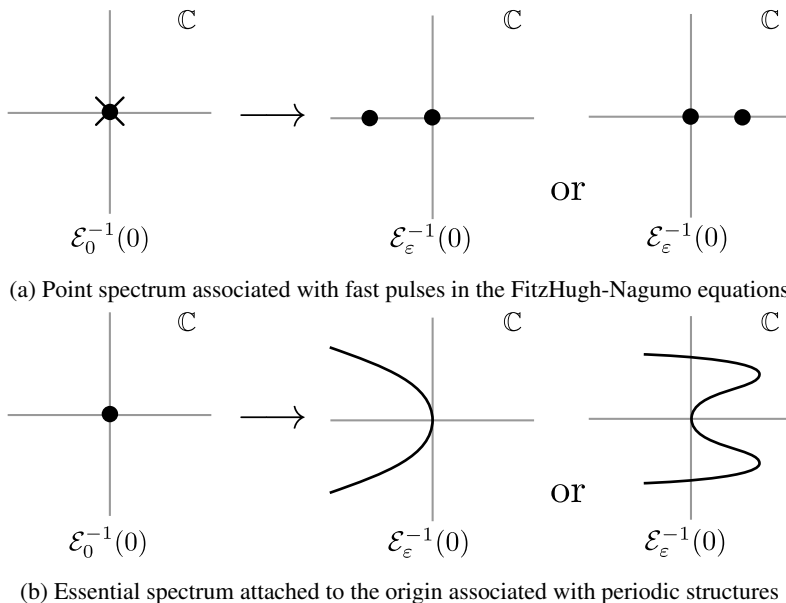 ℂ ℂ ℂ
or
ℰ₀⁻¹(0) ℰ_ε⁻¹(0) ℰ_ε⁻¹(0)
(a) Point spectrum associated with fast pulses in the FitzHugh-Nagumo equations
ℂ ℂ ℂ
or
ℰ₀⁻¹(0) ℰ_ε⁻¹(0) ℰ_ε⁻¹(0)
(b) Essential spectrum attached to the origin associated with periodic structures